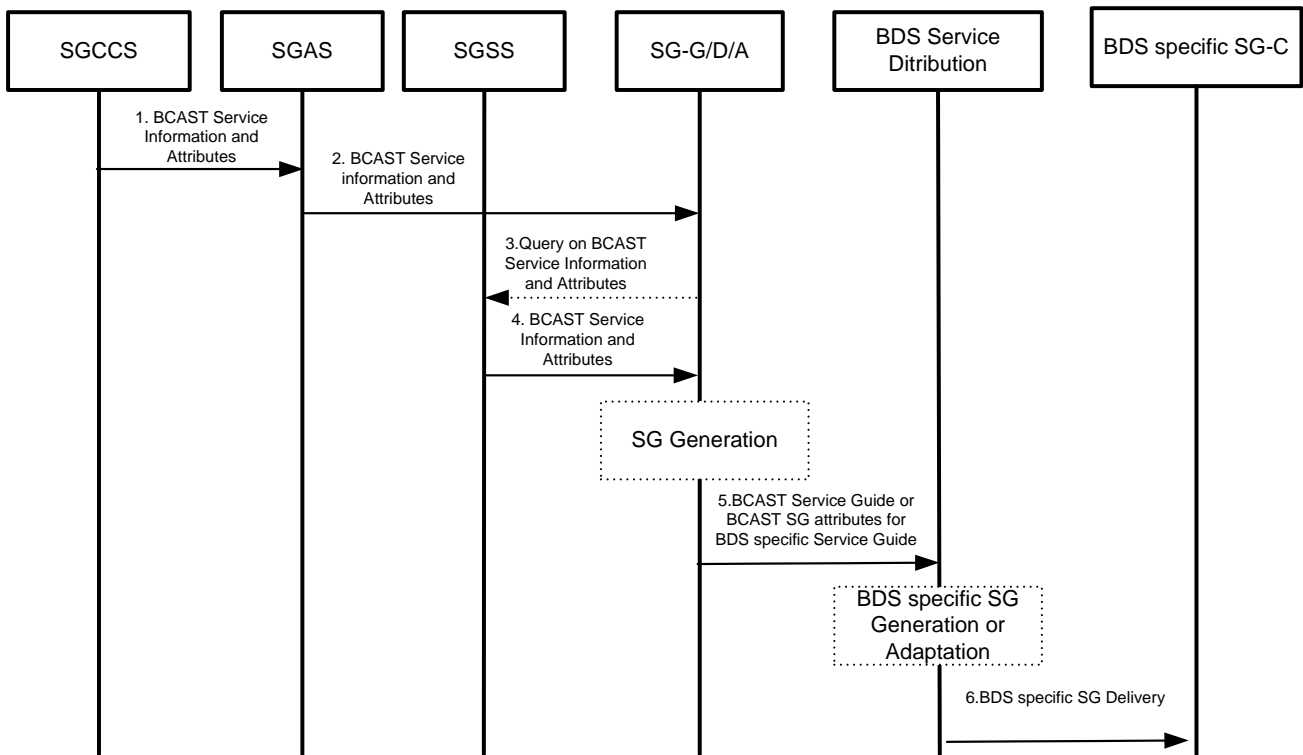 SGCCS
SGAS
SGSS
SG-G/D/A
BDS Service
Ditribution
BDS specific SG-C
1. BCAST Service
Information and
Attributes
2. BCAST Service
information and
Attributes
3.Query on BCAST
Service Information
and Attributes
4. BCAST Service
Information and
Attributes
SG Generation
5.BCAST Service Guide or
BCAST SG attributes for
BDS specific Service Guide
BDS specific SG
Generation or
Adaptation
6.BDS specific SG Delivery